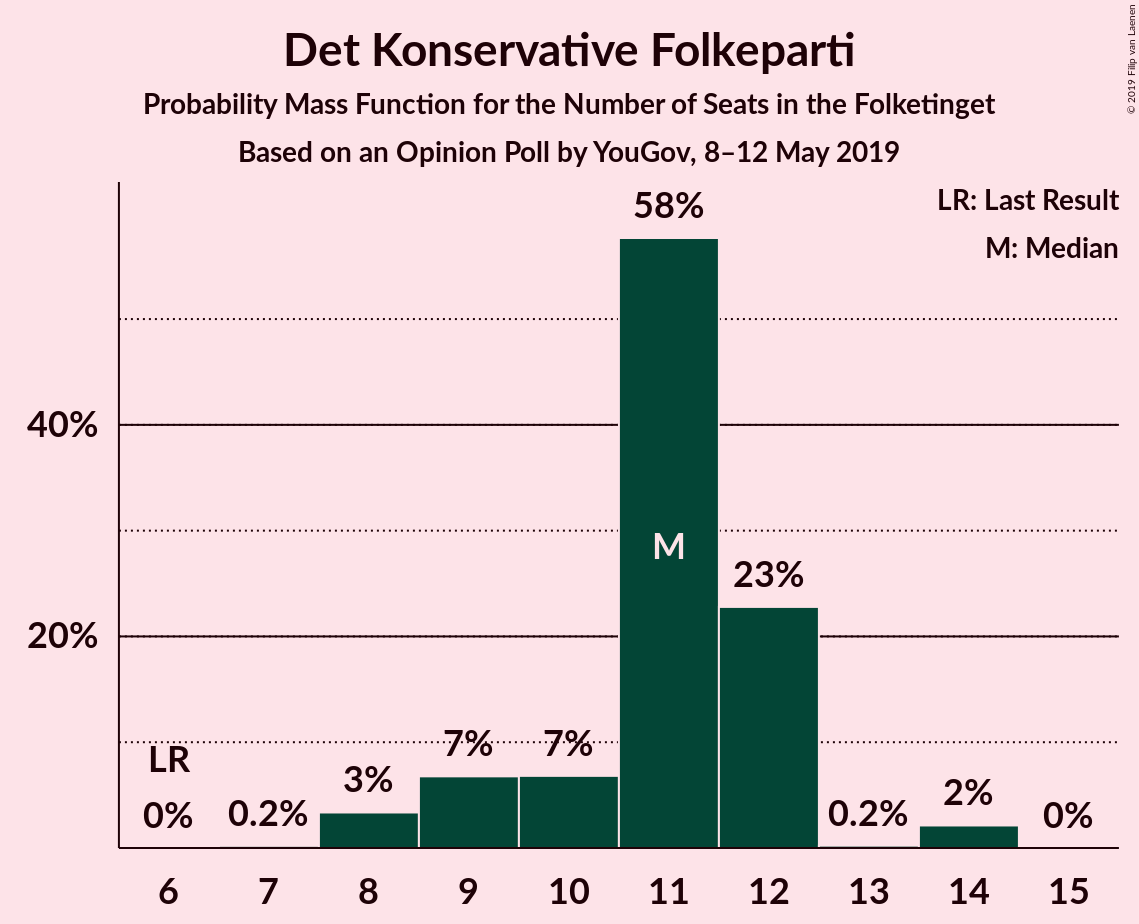 Det Konservative Folkeparti
Probability Mass Function for the Number of Seats in the Folketinget
Based on an Opinion Poll by YouGov, 8–12 May 2019
© 2019 Filip van Laenen
LR: Last Result
M: Median
58%
40%
M
23%
20%
LR
7%
7%
3%
2%
0%
0.2%
0.2%
0%
6 7 8 9 10 11 12 13 14 15